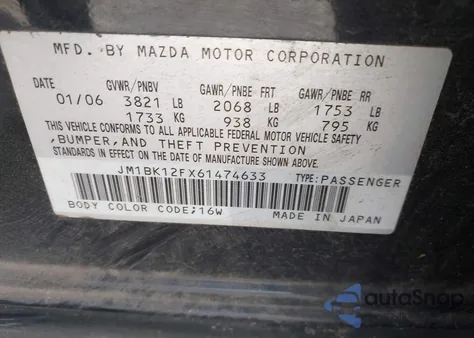 MFD. BY MAZDA MOTOR CORPORATION
DATE GVWR/PNBV GAWR/PNBE FRT GAWR/PNBE RR
01/06 3821 LB 2068 LB 1753 LB
1733 KG 938 KG 795 KG
THIS VEHICLE CONFORMS TO ALL APPLICABLE FEDERAL MOTOR VEHICLE SAFETY
,BUMPER,AND THEFT PREVENTION
STANDARDS IN EFFECT ON THE DATE OF MANUFACTURE SHOWN ABOVE.
JM1BK12FX61474633 TYPE:PASSENGER
BODY COLOR CODE;16W MADE IN JAPAN
autoSnap